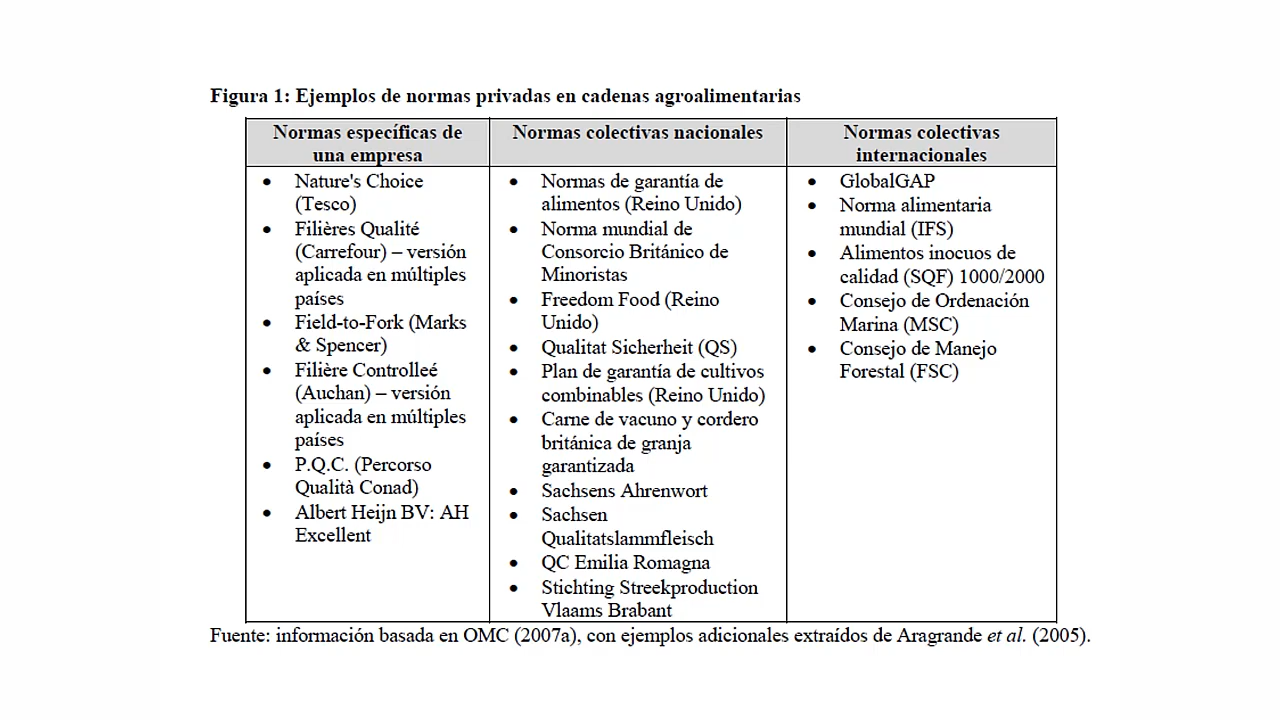 Figura 1: Ejemplos de normas privadas en cadenas agroalimentarias
Normas específicas de
una empresa
Normas colectivas nacionales
Normas colectivas
internacionales
• Nature's Choice
(Tesco)
• Filières Qualité
(Carrefour) – versión
aplicada en múltiples
países
• Field-to-Fork (Marks
& Spencer)
• Filière Controlleé
(Auchan) – versión
aplicada en múltiples
países
• P.Q.C. (Percorso
Qualità Conad)
• Albert Heijn BV: AH
Excellent
• Normas de garantía de
alimentos (Reino Unido)
• Norma mundial de
Consorcio Británico de
Minoristas
• Freedom Food (Reino
Unido)
• Qualitat Sicherheit (QS)
• Plan de garantía de cultivos
combinables (Reino Unido)
• Carne de vacuno y cordero
británica de granja
garantizada
• Sachsens Ahrenwort
• Sachsen
Qualitatslammfleisch
• QC Emilia Romagna
• Stichting Streekproduction
Vlaams Brabant
• GlobalGAP
• Norma alimentaria
mundial (IFS)
• Alimentos inocuos de
calidad (SQF) 1000/2000
• Consejo de Ordenación
Marina (MSC)
• Consejo de Manejo
Forestal (FSC)
Fuente: información basada en OMC (2007a), con ejemplos adicionales extraídos de Aragrande et al. (2005).